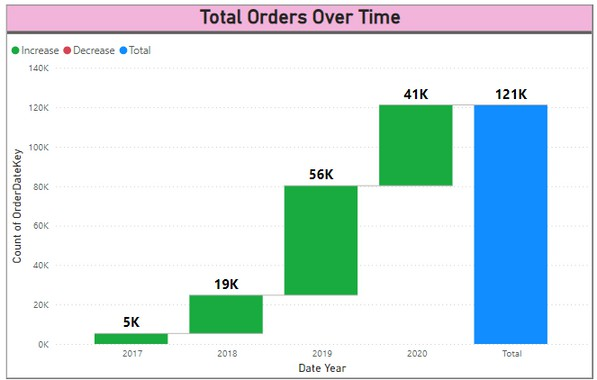 Total Orders Over Time
Increase Decrease Total
Count of OrderDateKey
140K
120K
100K
80K
60K
40K
20K
0K
5K
19K
56K
41K
121K
2017 2018 2019 2020 Total
Date Year